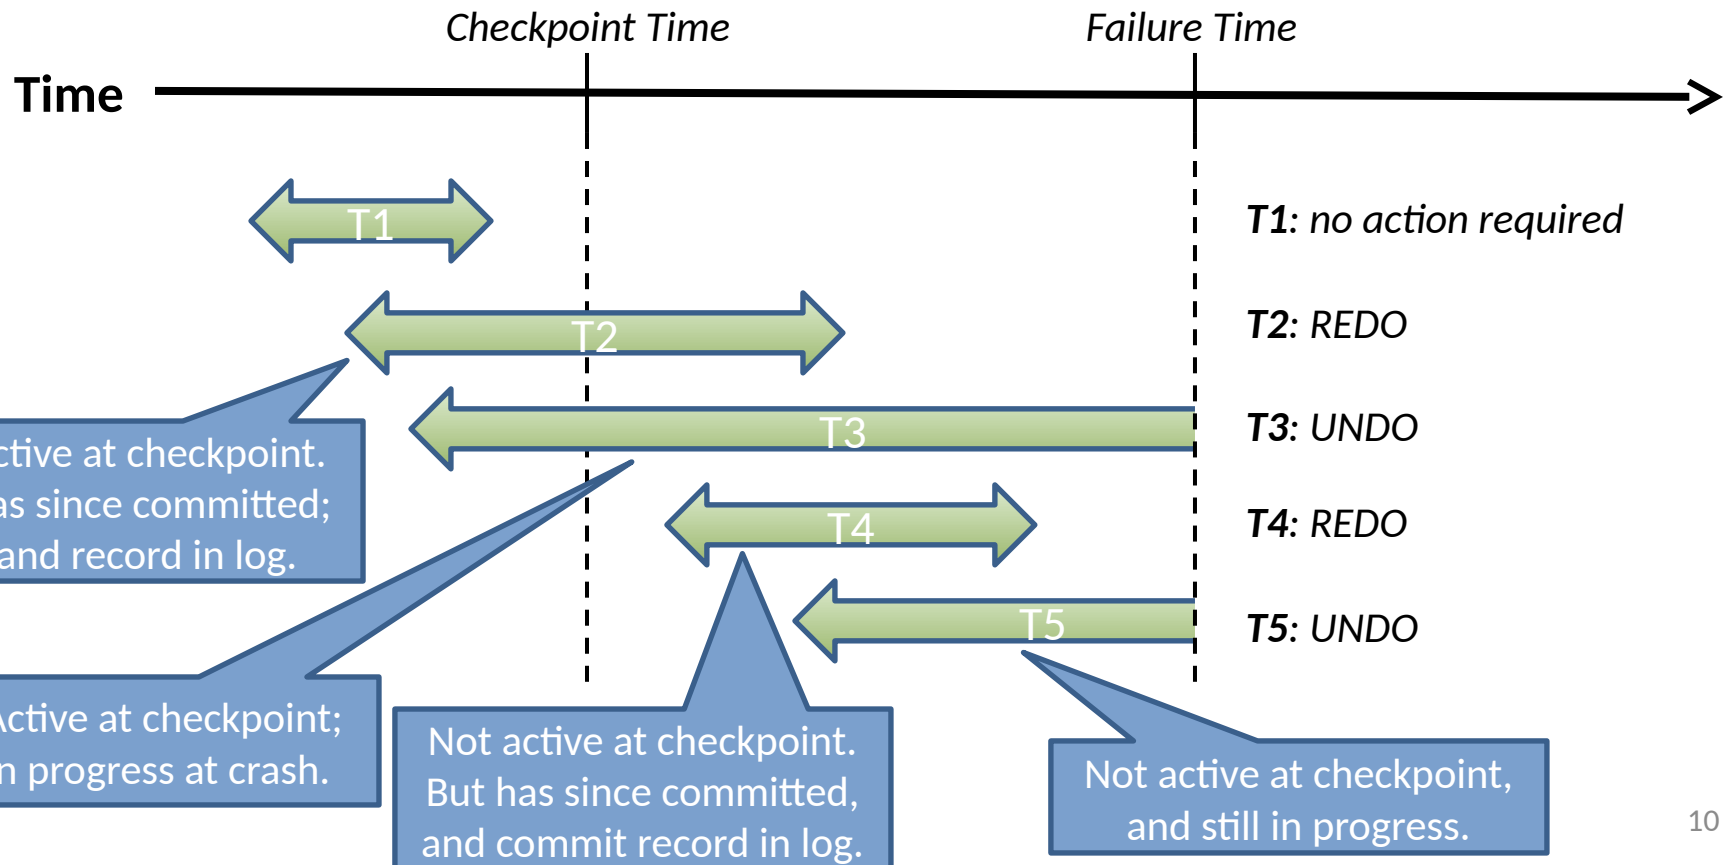 Checkpoint Time
Failure Time
Time
T1
T1: no action required
T2
T2: REDO
T3
T3: UNDO
ctive at checkpoint.
as since committed;
and record in log.
T4
T4: REDO
T5
T5: UNDO
Active at checkpoint;
n progress at crash.
Not active at checkpoint.
But has since committed,
and commit record in log.
Not active at checkpoint,
and still in progress.
10